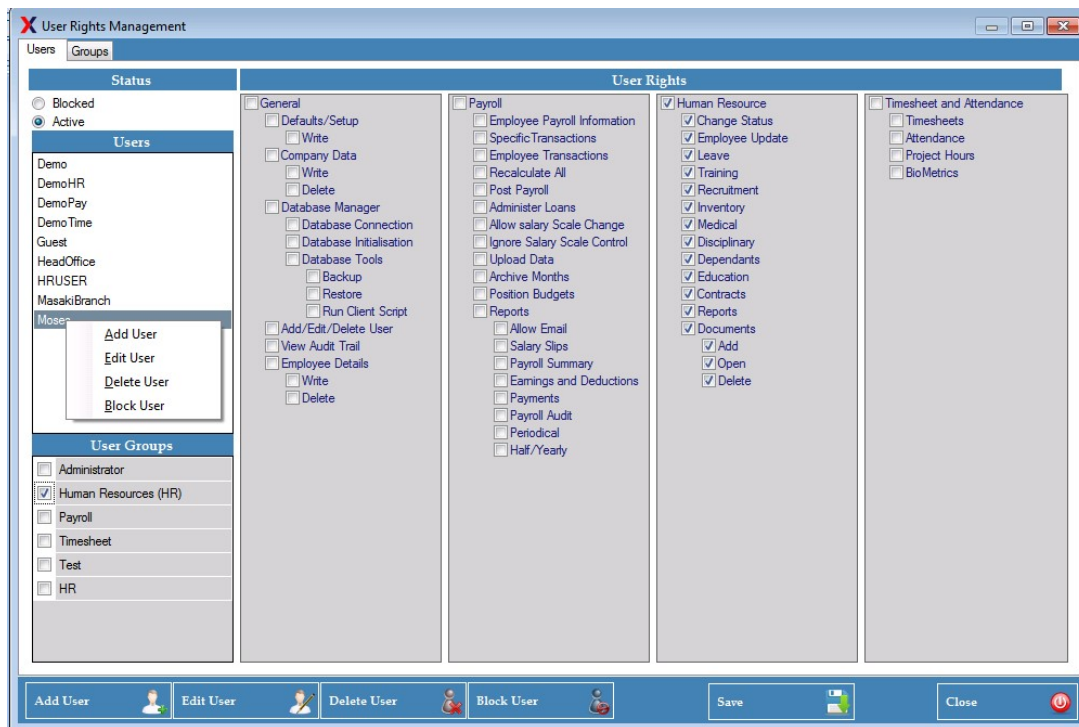 User Rights Management
Users Groups
Status
Blocked
Active
Users
Demo
DemoHR
DemoPay
DemoTime
Guest
HeadOffice
HRUSER
MasakiBranch
Add User
Edit User
Delete User
Block User
User Groups
Administrator
Human Resources (HR)
Payroll
Timesheet
Test
HR
User Rights
General
Defaults/Setup
Write
Company Data
Write
Delete
Database Manager
Database Connection
Database Initialisation
Database Tools
Backup
Restore
Run Client Script
Add/Edit/Delete User
View Audit Trail
Employee Details
Write
Delete
Payroll
Employee Payroll Information
Specific Transactions
Employee Transactions
Recalculate All
Post Payroll
Administer Loans
Allow salary Scale Change
Ignore Salary Scale Control
Upload Data
Archive Months
Position Budgets
Reports
Allow Email
Salary Slips
Payroll Summary
Earnings and Deductions
Payments
Payroll Audit
Periodical
Half/Yearly
Human Resource
Change Status
Employee Update
Leave
Training
Recruitment
Inventory
Medical
Disciplinary
Dependants
Education
Contracts
Reports
Documents
Add
Open
Delete
Timesheet and Attendance
Timesheets
Attendance
Project Hours
BioMetrics
Add User Edit User Delete User Block User Save Close